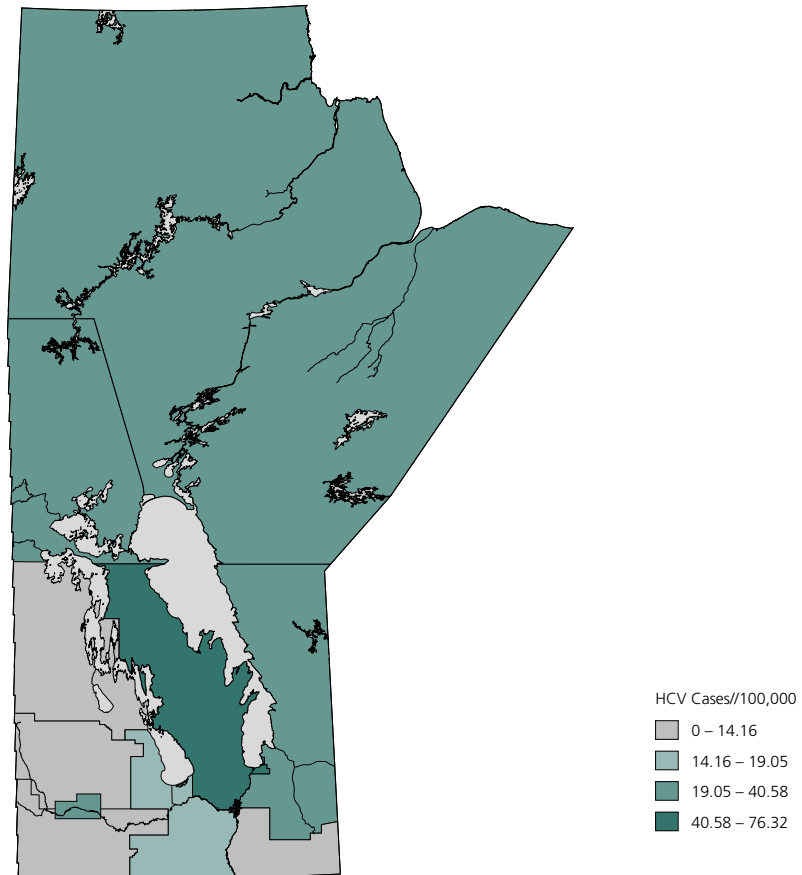 HCV Cases//100,000
0 – 14.16
14.16 – 19.05
19.05 – 40.58
40.58 – 76.32